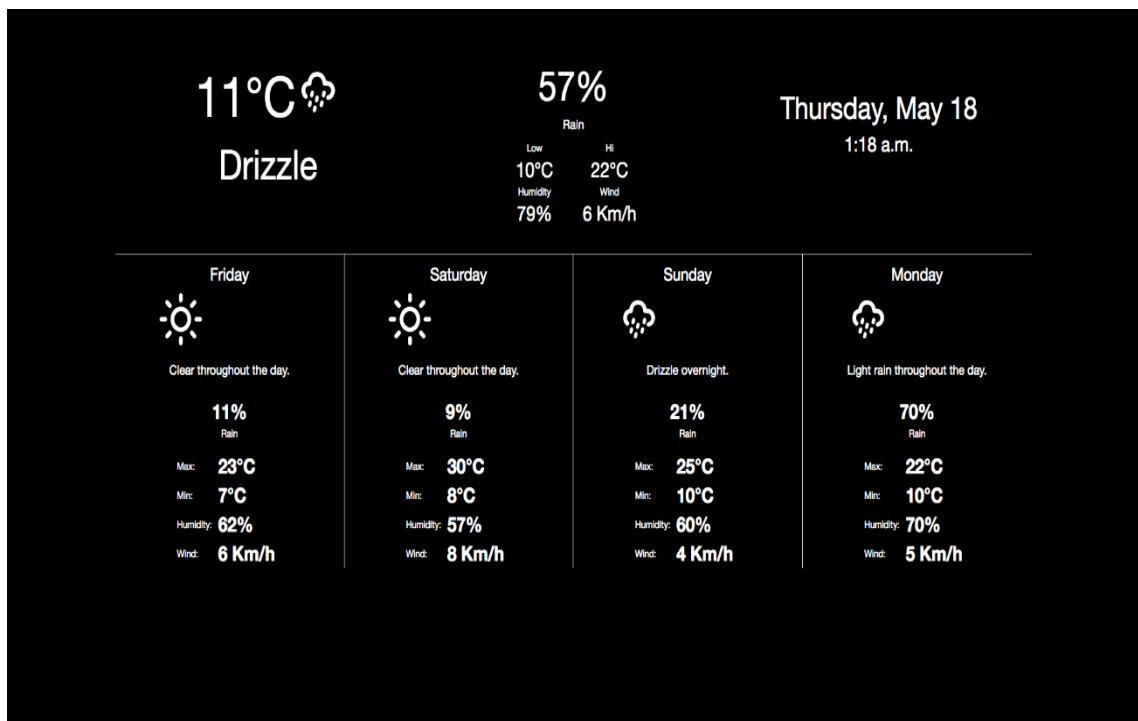 11°C
Drizzle
57%
Rain
Low Hi
10°C 22°C
Humidity Wind
79% 6 Km/h
Thursday, May 18
1:18 a.m.
Friday
Clear throughout the day.
11%
Rain
Max: 23°C
Min: 7°C
Humidity: 62%
Wind: 6 Km/h
Saturday
Clear throughout the day.
9%
Rain
Max: 30°C
Min: 8°C
Humidity: 57%
Wind: 8 Km/h
Sunday
Drizzle overnight.
21%
Rain
Max: 25°C
Min: 10°C
Humidity: 60%
Wind: 4 Km/h
Monday
Light rain throughout the day.
70%
Rain
Max: 22°C
Min: 10°C
Humidity: 70%
Wind: 5 Km/h